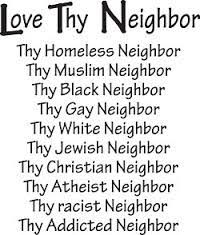 Love Thy Neighbor
Thy Homeless Neighbor
Thy Muslim Neighbor
Thy Black Neighbor
Thy Gay Neighbor
Thy White Neighbor
Thy Jewish Neighbor
Thy Christian Neighbor
Thy Atheist Neighbor
Thy racist Neighbor
Thy Addicted Neighbor